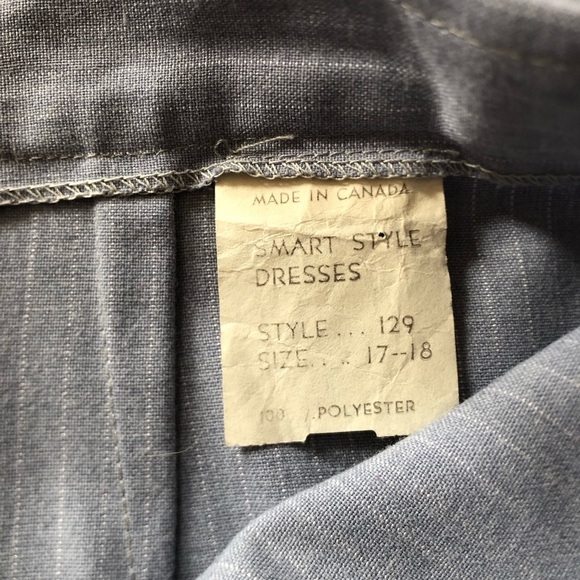 MADE IN CANADA
SMART STYLE
DRESSES
STYLE... 129
SIZE.... 17--18
100 /.POLYESTER